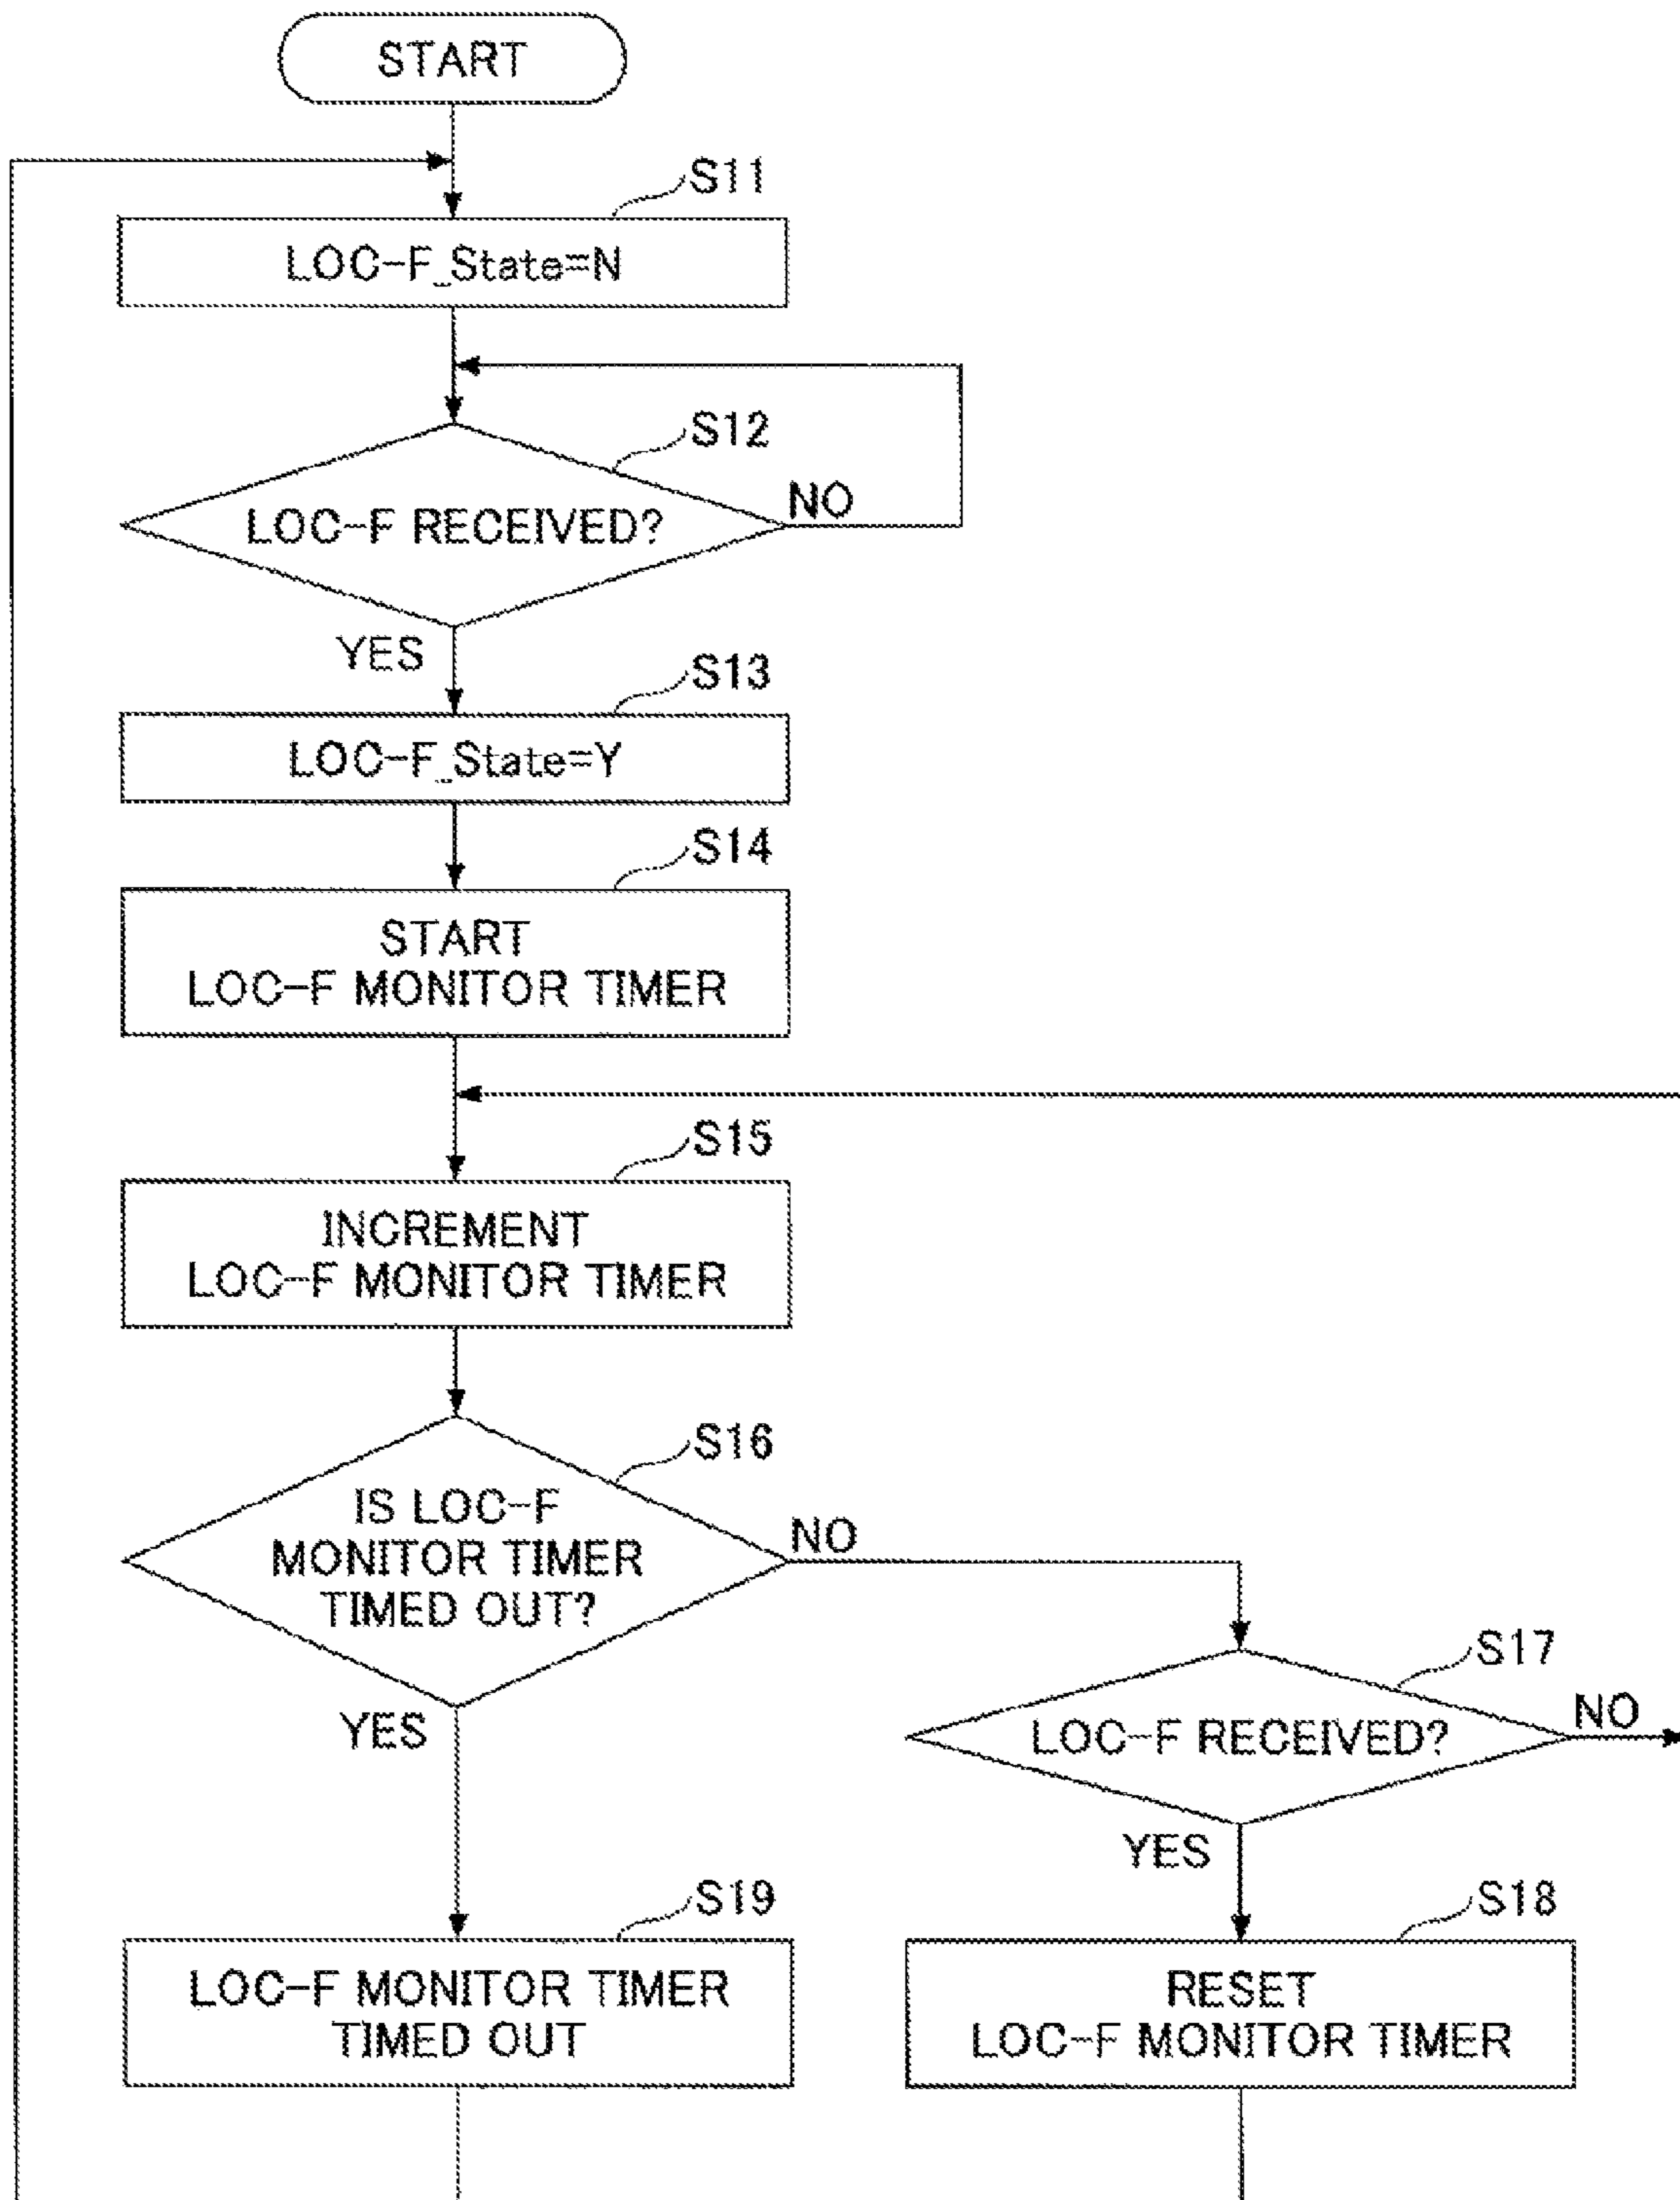 START
S11
LOC-F_State=N
S12
LOC-F RECEIVED?
NO
YES
S13
LOC-F_State=Y
S14
START
LOC-F MONITOR TIMER
S15
INCREMENT
LOC-F MONITOR TIMER
S16
IS LOC-F
MONITOR TIMER
TIMED OUT?
NO
YES
S17
LOC-F RECEIVED?
NO
YES
S19
LOC-F MONITOR TIMER
TIMED OUT
S18
RESET
LOC-F MONITOR TIMER